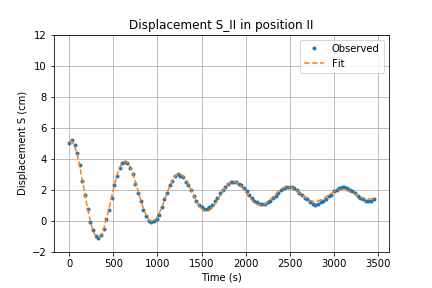 Displacement S_II in position II
12
10
8
6
4
2
0
−2
Displacement S (cm)
Observed
Fit
0 500 1000 1500 2000 2500 3000 3500
Time (s)